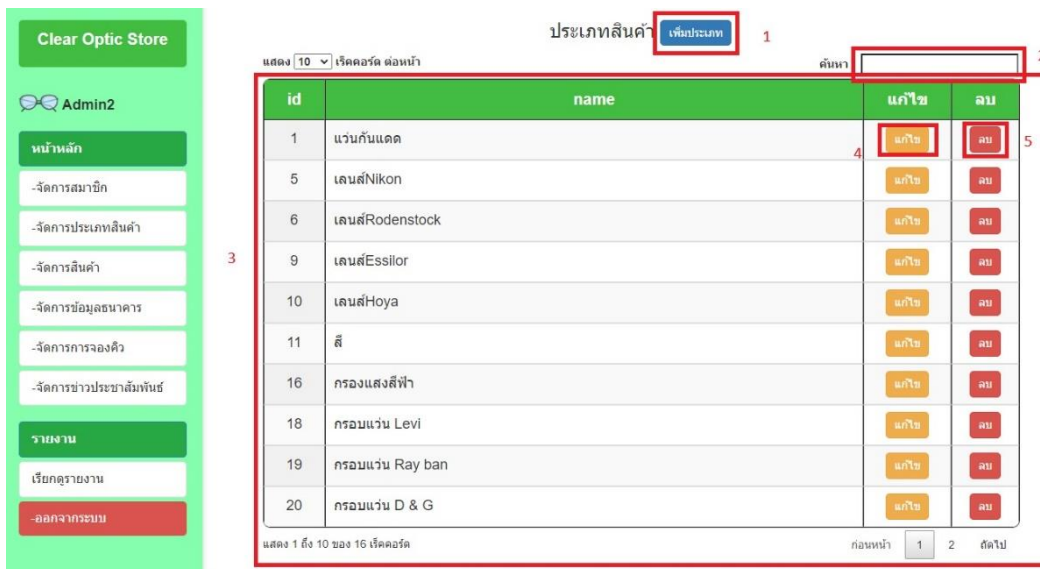 Clear Optic Store
Admin2
หน้าหลัก
-จัดการสมาชิก
-จัดการประเภทสินค้า
-จัดการสินค้า
-จัดการข้อมูลธนาคาร
-จัดการการจองคิว
-จัดการข่าวประชาสัมพันธ์
รายงาน
เรียกดูรายงาน
-ออกจากระบบ
ประเภทสินค้า เพิ่มประเภท 1
แสดง 10 เร็คคอร์ด ต่อหน้า ค้นหา
3
id name แก้ไข ลบ
1 แว่นกันแดด 4 แก้ไข ลบ 5
5 เลนส์Nikon แก้ไข ลบ
6 เลนส์Rodenstock แก้ไข ลบ
9 เลนส์Essilor แก้ไข ลบ
10 เลนส์Hoya แก้ไข ลบ
11 สี แก้ไข ลบ
16 กรองแสงสีฟ้า แก้ไข ลบ
18 กรอบแว่น Levi แก้ไข ลบ
19 กรอบแว่น Ray ban แก้ไข ลบ
20 กรอบแว่น D & G แก้ไข ลบ
แสดง 1 ถึง 10 ของ 16 เร็คคอร์ด ก่อนหน้า 1 2 ถัดไป